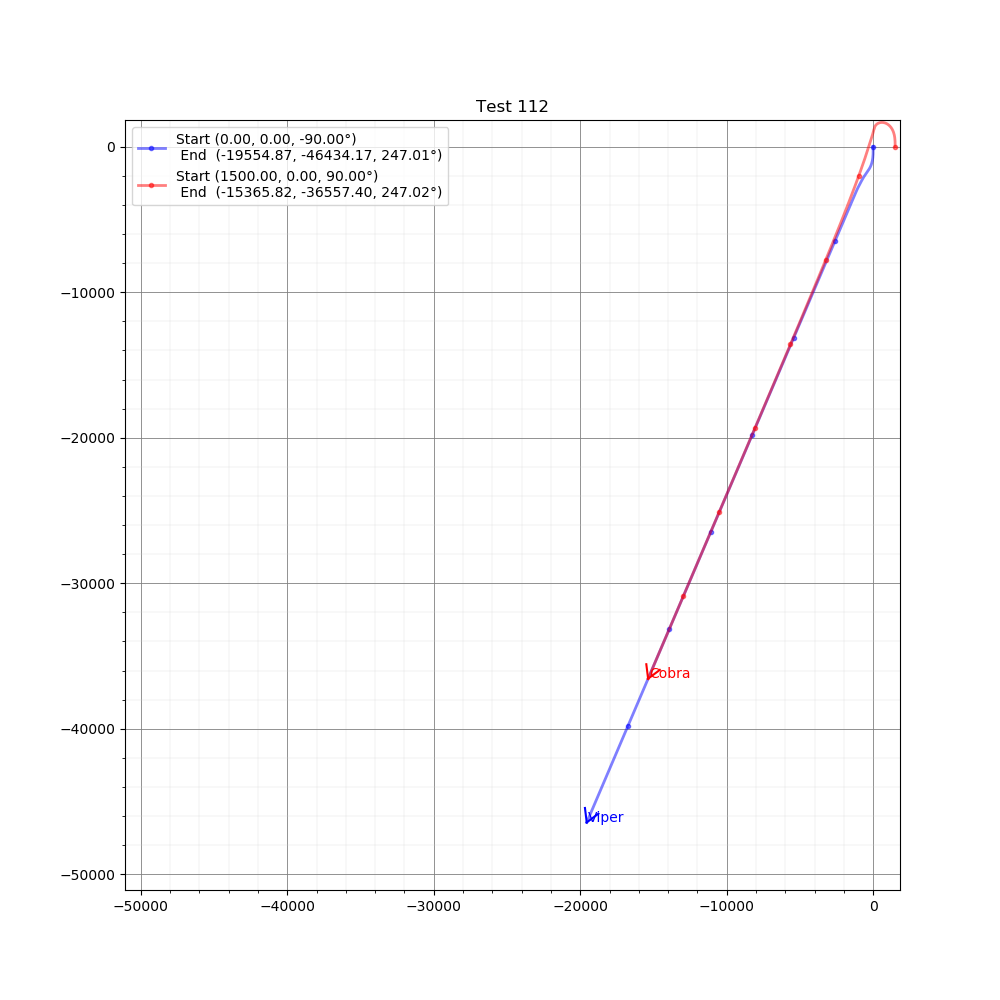 Test 112
Start (0.00, 0.00, -90.00°)
End  (-19554.87, -46434.17, 247.01°)
Start (1500.00, 0.00, 90.00°)
End  (-15365.82, -36557.40, 247.02°)
0
−10000
−20000
−30000
−40000
−50000
Cobra
Viper
−50000
−40000
−30000
−20000
−10000
0